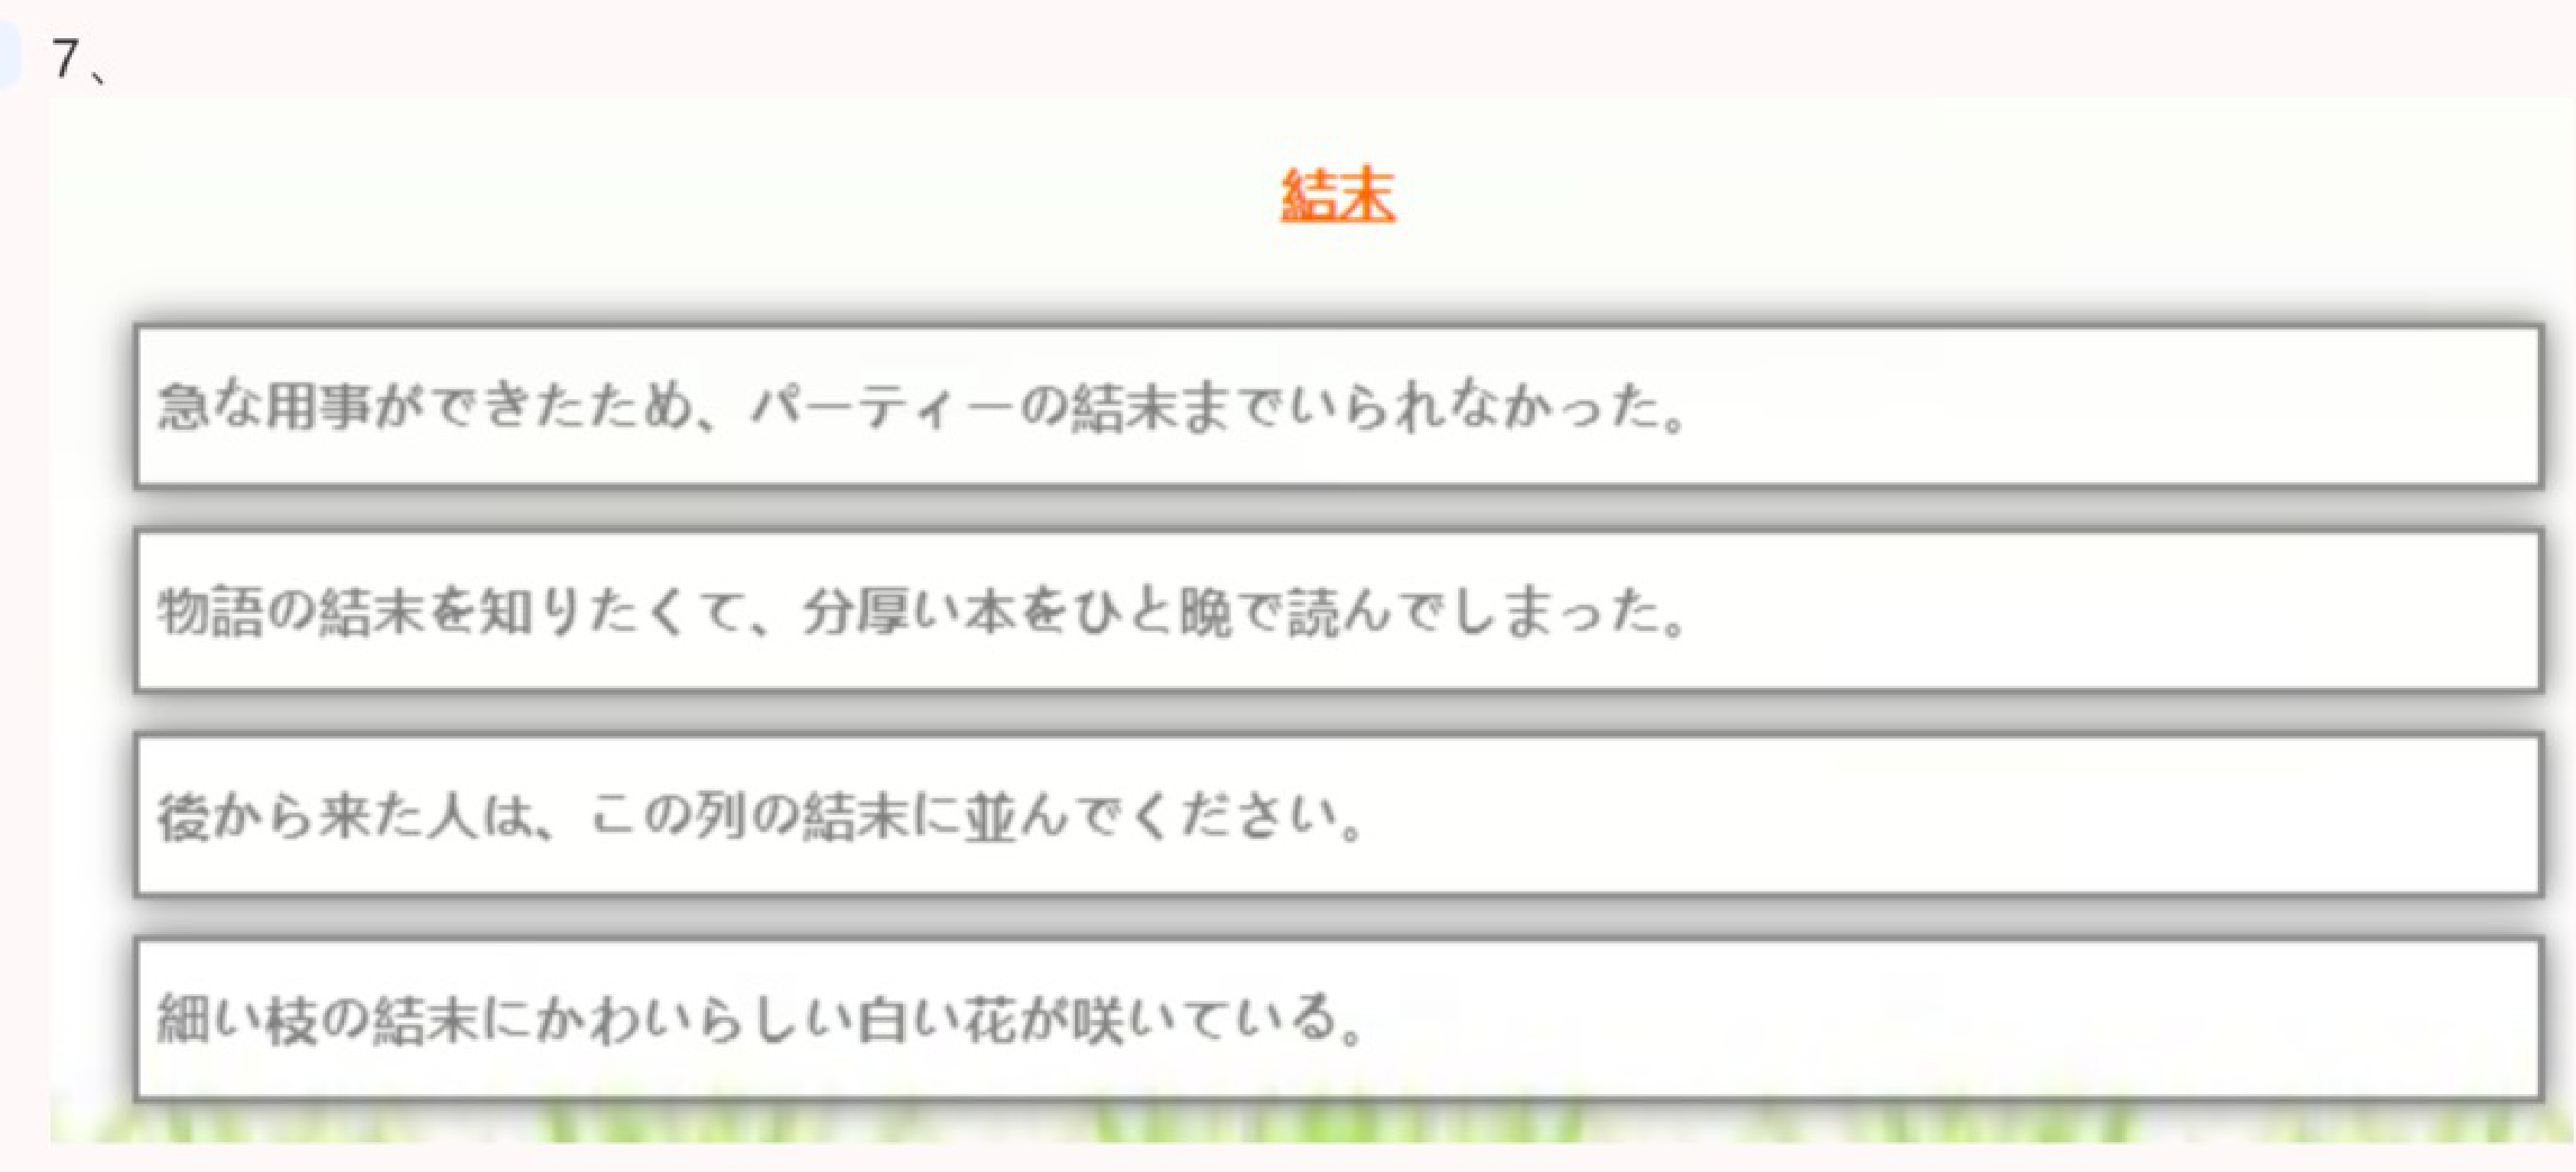 7、
結末
急な用事ができたため、パーティーの結末までいられなかった。
物語の結末を知りたくて、分厚い本をひと晩で読んでしまった。
後から来た人は、この列の結末に並んでください。
細い枝の結末にかわいらしい白い花が咲いている。